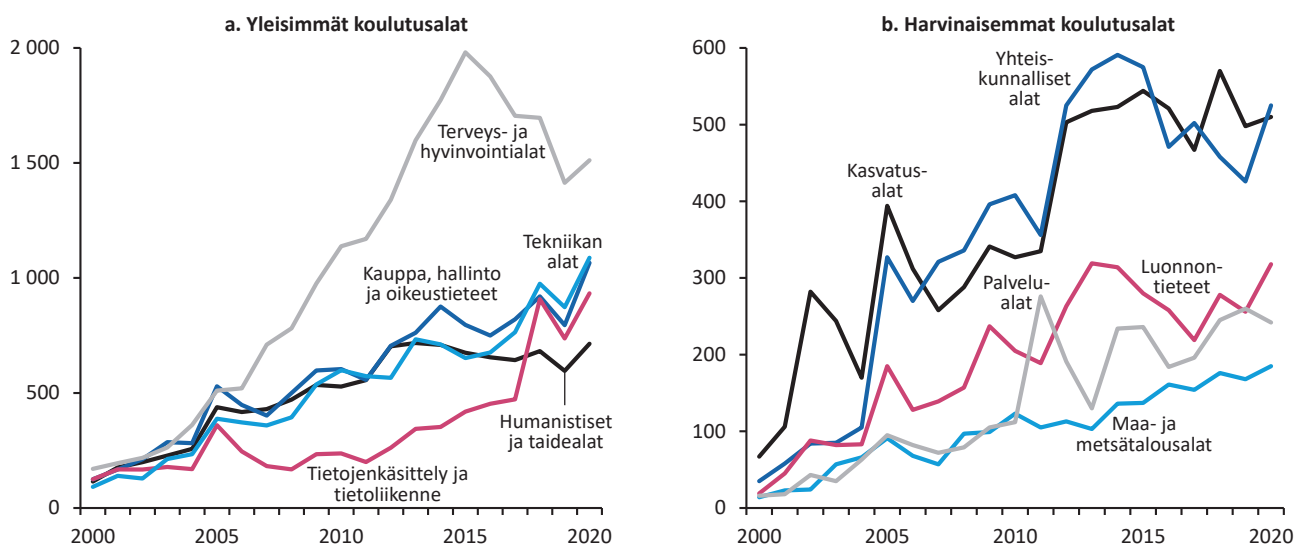 a. Yleisimmät koulutusalat
2 000
1 500
1 000
500
0
2000
2005
2010
2015
2020
Terveys- ja
hyvinvointialat
Tekniikan
alat
Kauppa, hallinto
ja oikeustieteet
Humanistiset
ja taidealat
Tietojenkäsittely ja
tietoliikenne
b. Harvinaisemmat koulutusalat
600
500
400
300
200
100
0
2000
2005
2010
2015
2020
Yhteis-
kunnalliset
alat
Kasvatus-
alat
Palvelu-
alat
Luonnon-
tieteet
Maa- ja
metsätalousalat